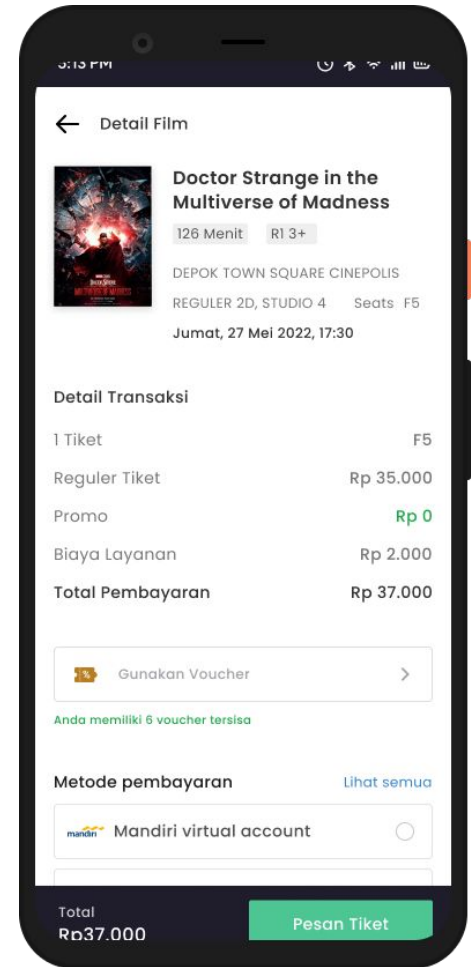 5:13 PM
Detail Film
Doctor Strange in the
Multiverse of Madness
126 Menit R1 3+
DEPOK TOWN SQUARE CINEPOLIS
REGULER 2D, STUDIO 4 Seats F5
Jumat, 27 Mei 2022, 17:30
Detail Transaksi
1 Tiket F5
Reguler Tiket Rp 35.000
Promo Rp 0
Biaya Layanan Rp 2.000
Total Pembayaran Rp 37.000
Gunakan Voucher
Anda memiliki 6 voucher tersisa
Metode pembayaran Lihat semua
mandiri Mandiri virtual account
Total
Rp37.000 Pesan Tiket